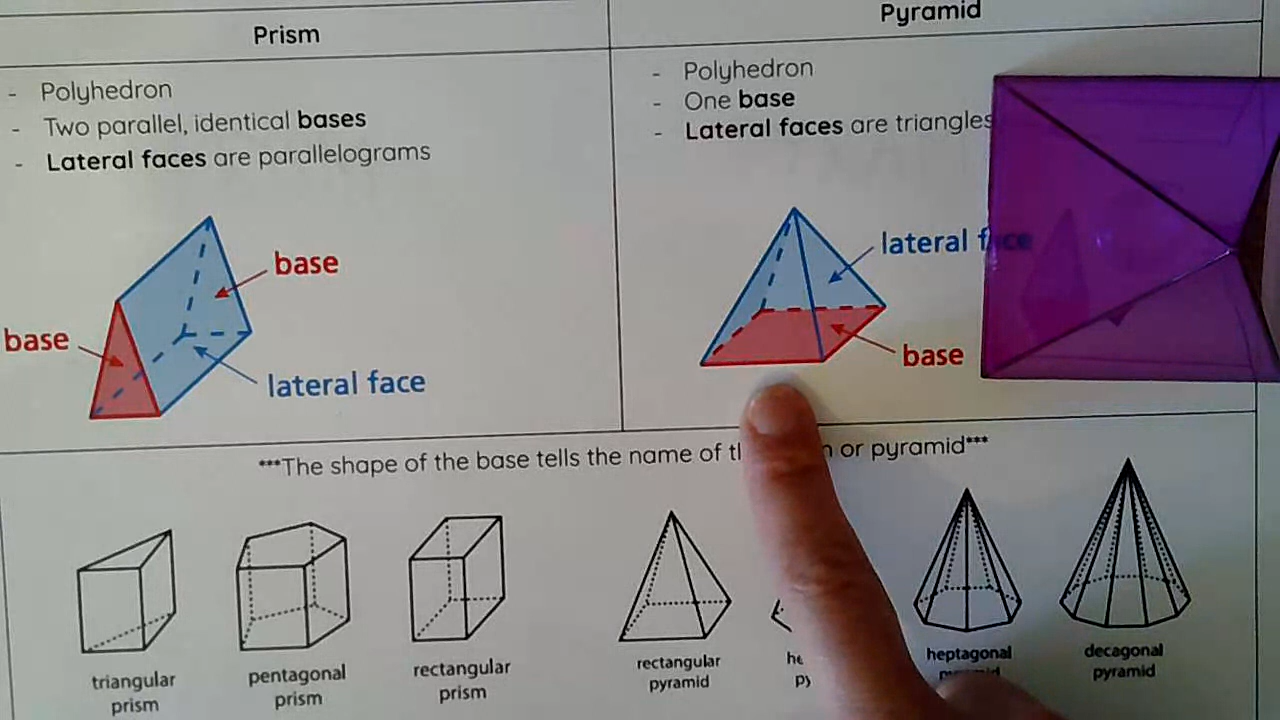 Prism
Pyramid
- Polyhedron
- Two parallel, identical bases
- Lateral faces are parallelograms
base
base
lateral face
- Polyhedron
- One base
- Lateral faces are triangles
lateral face
base
***The shape of the base tells the name of or pyramid***
triangular
prism
pentagonal
prism
rectangular
prism
rectangular
pyramid
heptagonal
pyramid
decagonal
pyramid